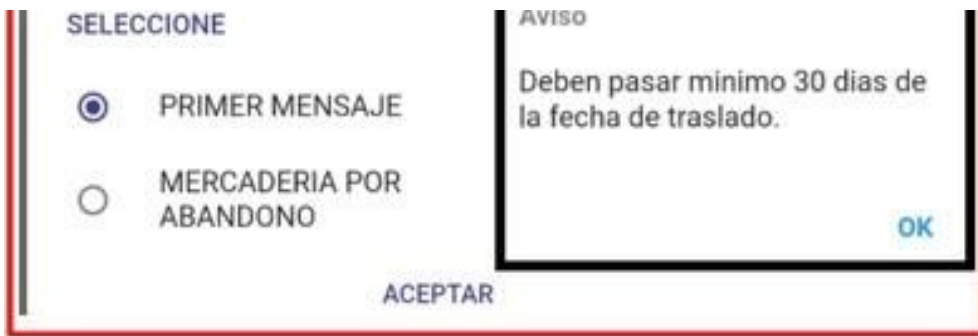 SELECCIONE
PRIMER MENSAJE
MERCADERIA POR
ABANDONO
ACEPTAR
Aviso
Deben pasar minimo 30 dias de
la fecha de traslado.
OK